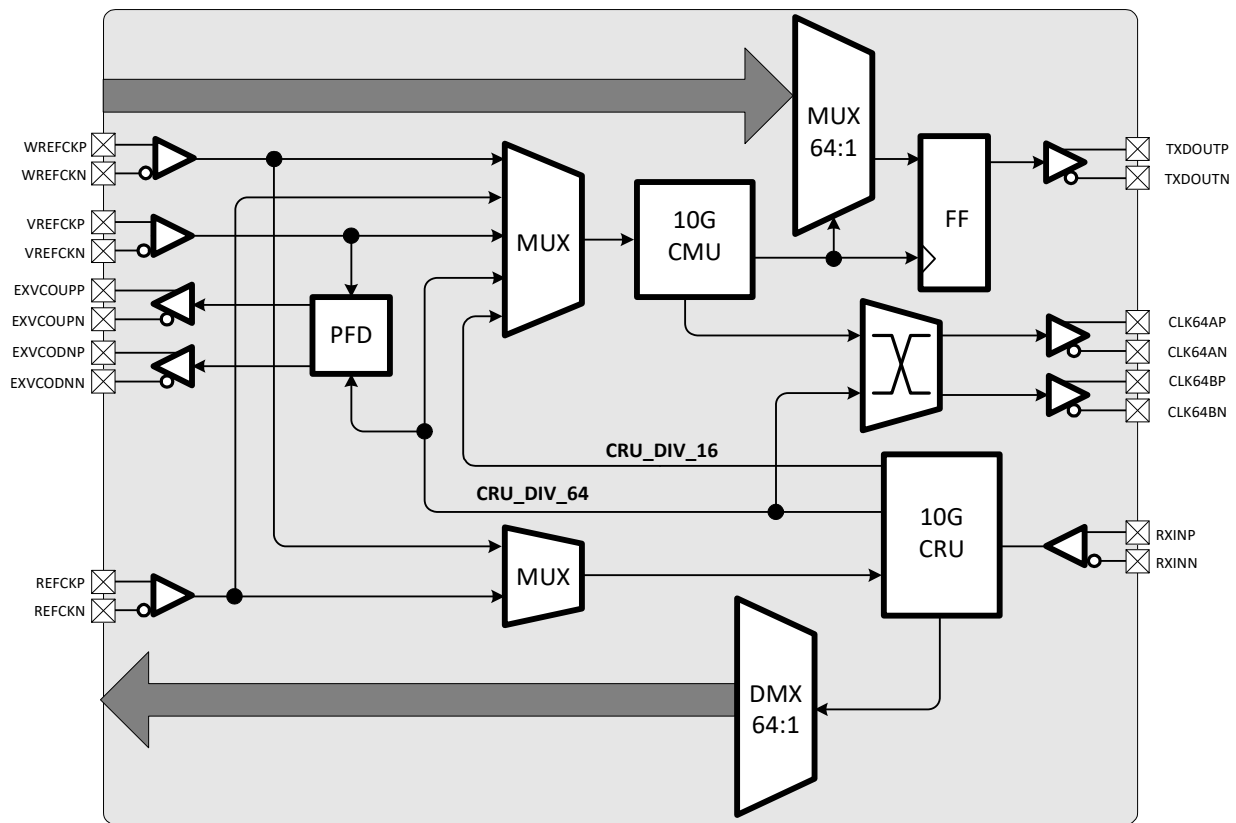 MUX
64:1
WREFCKP
WREFCKN
TXDOUTP
TXDOUTN
VREFCKP
VREFCKN
MUX
10G
CMU
FF
EXVCOUPP
EXVCOUPN
EXVCODNP
EXVCODNN
PFD
CLK64AP
CLK64AN
CLK64BP
CLK64BN
CRU_DIV_16
CRU_DIV_64
10G
CRU
RXINP
RXINN
REFCKP
REFCKN
MUX
DMX
64:1